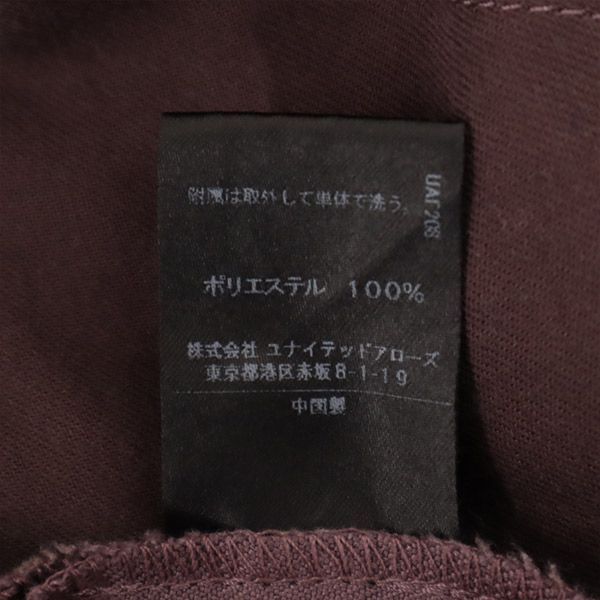 附属は取外して単体で洗う。
ポリエステル 100%
株式会社 ユナイテッドアローズ
東京都港区赤坂8-1-19
中国製